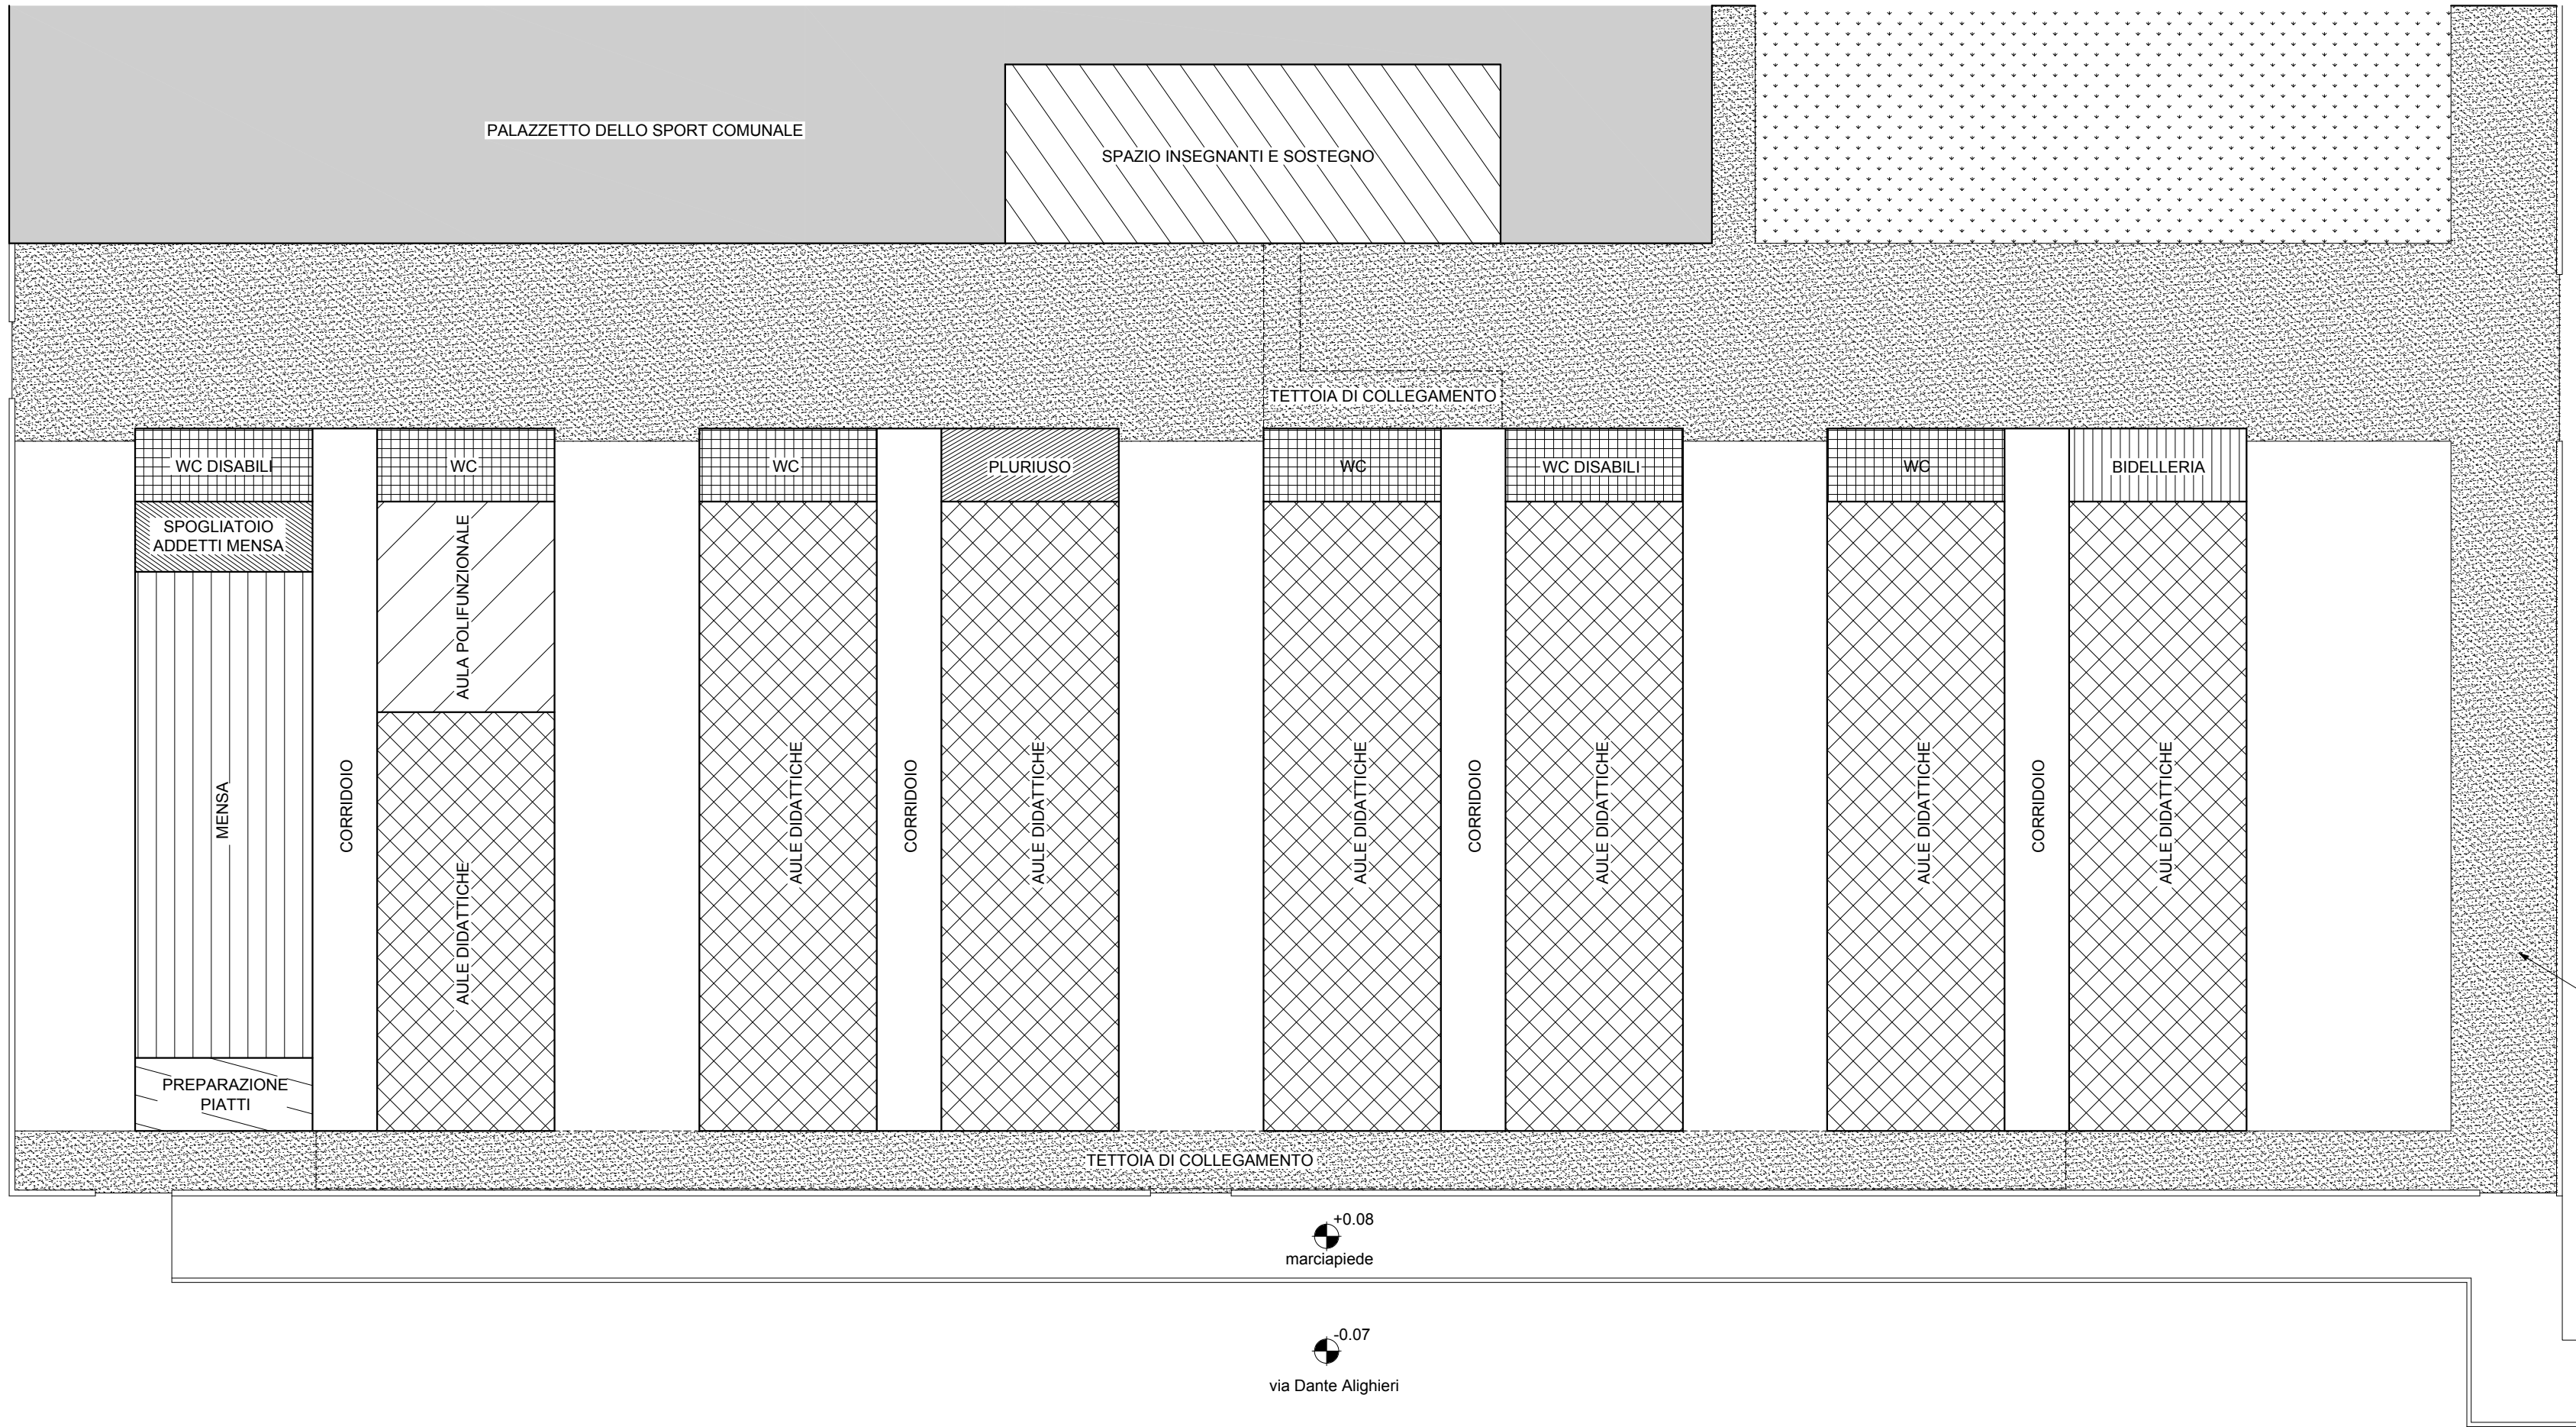 PALAZZETTO DELLO SPORT COMUNALE
SPAZIO INSEGNANTI E SOSTEGNO
TETTOIA DI COLLEGAMENTO
WC DISABILI
WC
WC
PLURIUSO
WC
WC DISABILI
WC
BIDELLERIA
SPOGLIATOIO
ADDETTI MENSA
AULA POLIFUNZIONALE
MENSA
CORRIDOIO
AULE DIDATTICHE
AULE DIDATTICHE
CORRIDOIO
AULE DIDATTICHE
AULE DIDATTICHE
CORRIDOIO
AULE DIDATTICHE
AULE DIDATTICHE
CORRIDOIO
AULE DIDATTICHE
PREPARAZIONE
PIATTI
TETTOIA DI COLLEGAMENTO
+0.08
marciapiede
-0.07
via Dante Alighieri